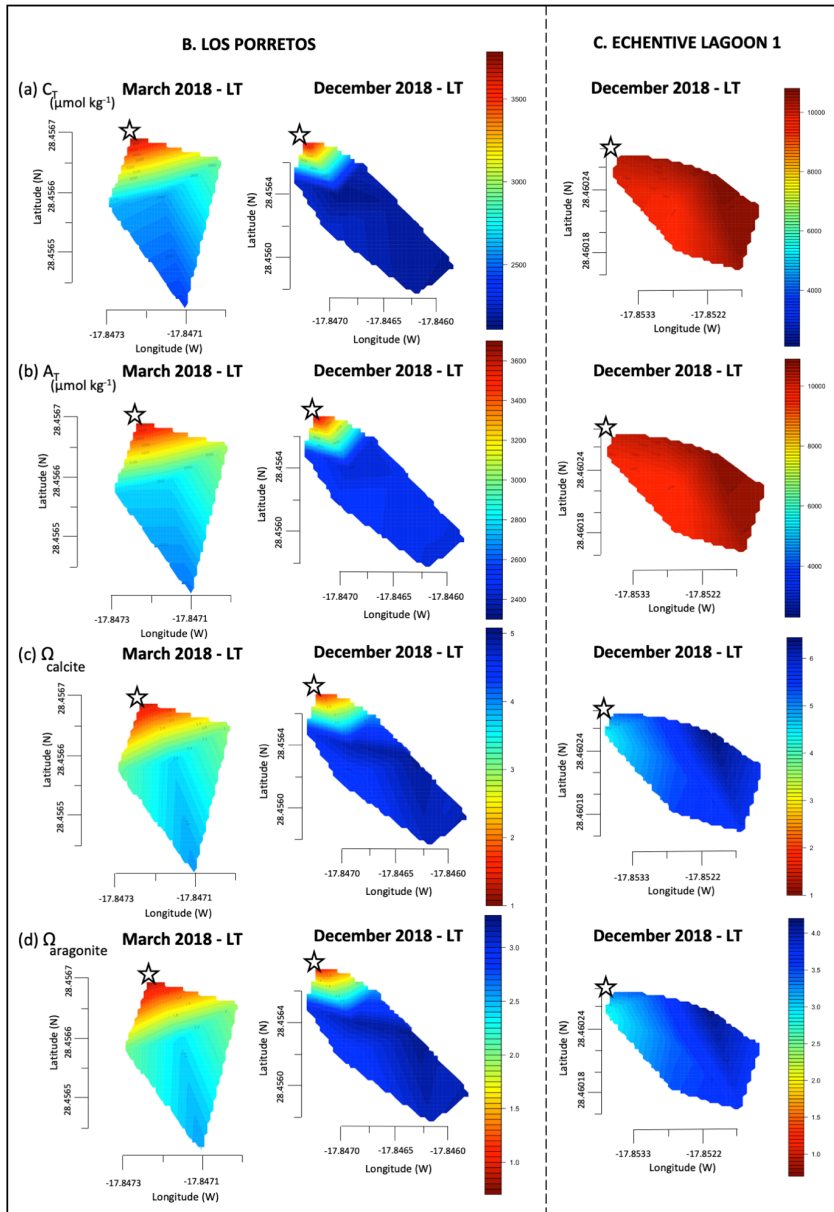 B. LOS PORRETOS
C. ECHENTIVE LAGOON 1
(a) CT
(μmol kg-1)
March 2018 - LT
December 2018 - LT
December 2018 - LT
Latitude (N)
28.4567
28.4566
28.4565
-17.8473
-17.8471
Longitude (W)
Latitude (N)
28.4564
28.4560
-17.8470
-17.8465
-17.8460
Longitude (W)
3500
3000
2500
Latitude (N)
28.46024
28.46018
-17.8533
-17.8522
Longitude (W)
10000
8000
6000
4000
(b) AT
(μmol kg-1)
March 2018 - LT
December 2018 - LT
December 2018 - LT
Latitude (N)
28.4567
28.4566
28.4565
-17.8473
-17.8471
Longitude (W)
Latitude (N)
28.4564
28.4560
-17.8470
-17.8465
-17.8460
Longitude (W)
3600
3400
3200
3000
2800
2600
2400
Latitude (N)
28.46024
28.46018
-17.8533
-17.8522
Longitude (W)
10000
8000
6000
4000
(c) Ω
calcite
March 2018 - LT
December 2018 - LT
December 2018 - LT
Latitude (N)
28.4567
28.4566
28.4565
-17.8473
-17.8471
Longitude (W)
Latitude (N)
28.4564
28.4560
-17.8470
-17.8465
-17.8460
Longitude (W)
5
4
3
2
1
Latitude (N)
28.46024
28.46018
-17.8533
-17.8522
Longitude (W)
6
5
4
3
2
1
(d) Ω
aragonite
March 2018 - LT
December 2018 - LT
December 2018 - LT
Latitude (N)
28.4567
28.4566
28.4565
-17.8473
-17.8471
Longitude (W)
Latitude (N)
28.4564
28.4560
-17.8470
-17.8465
-17.8460
Longitude (W)
3.0
2.5
2.0
1.5
1.0
Latitude (N)
28.46024
28.46018
-17.8533
-17.8522
Longitude (W)
4.0
3.5
3.0
2.5
2.0
1.5
1.0